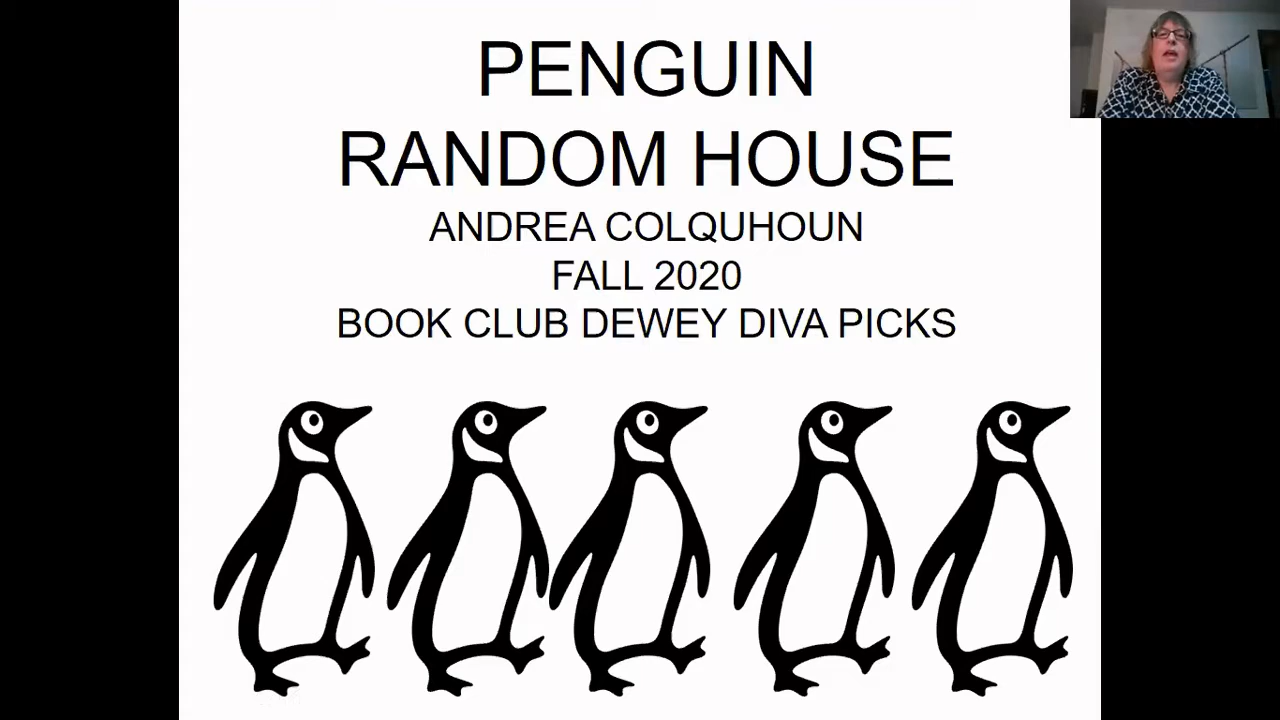 PENGUIN
RANDOM HOUSE
ANDREA COLQUHOUN
FALL 2020
BOOK CLUB DEWEY DIVA PICKS